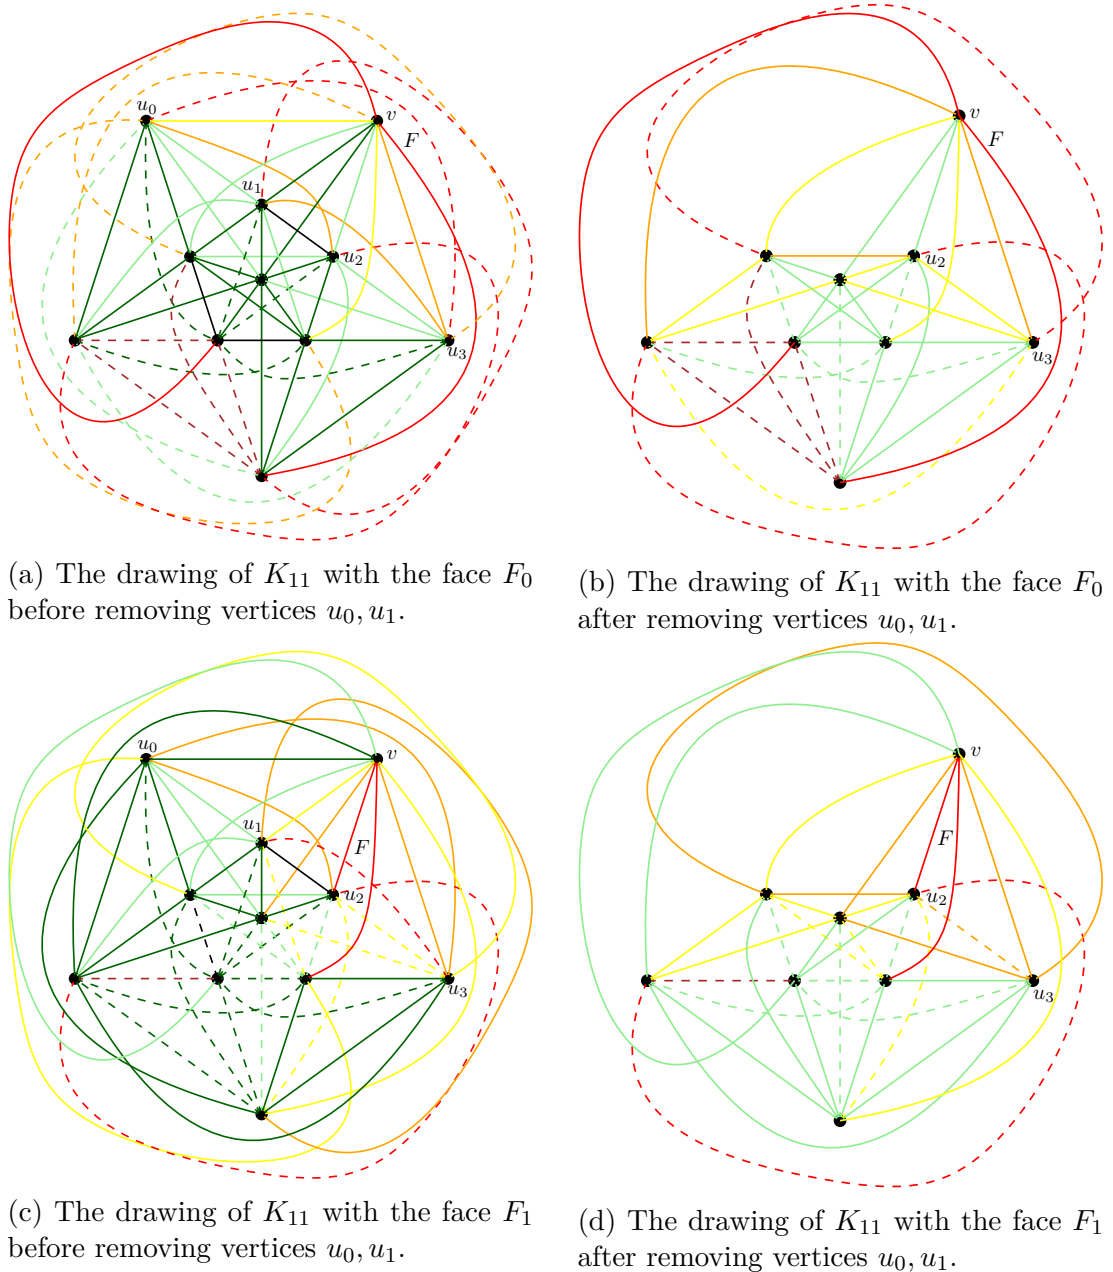 u₀
v
F
u₁
u₂
u₃
v
F
u₂
u₃
(a) The drawing of K₁₁ with the face F₀
before removing vertices u₀, u₁.
(b) The drawing of K₁₁ with the face F₀
after removing vertices u₀, u₁.
u₀
v
u₁
F
u₂
u₃
v
F
u₂
u₃
(c) The drawing of K₁₁ with the face F₁
before removing vertices u₀, u₁.
(d) The drawing of K₁₁ with the face F₁
after removing vertices u₀, u₁.